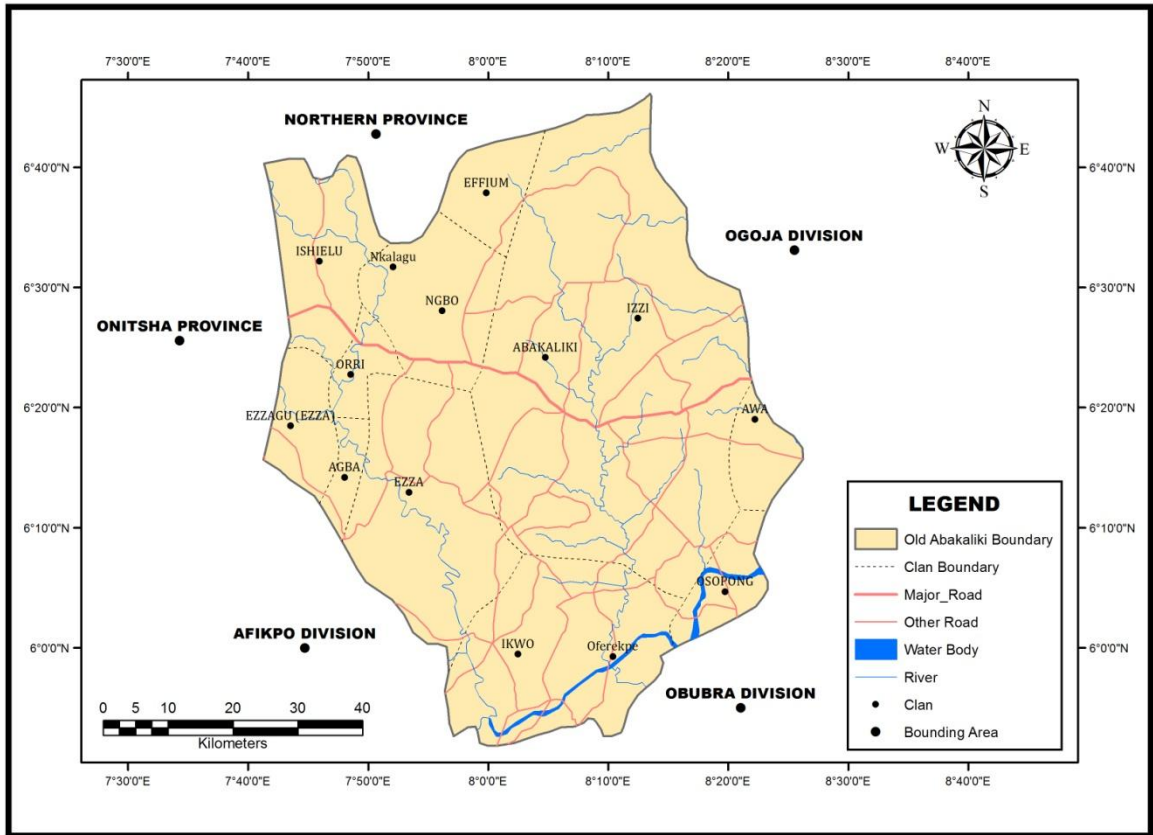 7°30'0"E 7°40'0"E 7°50'0"E 8°0'0"E 8°10'0"E 8°20'0"E 8°30'0"E 8°40'0"E
NORTHERN PROVINCE
N
W E
S
6°40'0"N 6°40'0"N
EFFIUM
OGOJA DIVISION
ISHIELU
Nkalagu
6°30'0"N 6°30'0"N
NGBO
IZZI
ONITSHA PROVINCE
ABAKALIKI
ORRI
6°20'0"N 6°20'0"N
EZZAGU (EZZA)
AWA
AGBA
EZZA
6°10'0"N 6°10'0"N
OSOPONG
AFIKPO DIVISION
6°0'0"N 6°0'0"N
IKWO
Oferekpe
OBUBRA DIVISION
0 5 10 20 30 40
Kilometers
LEGEND
Old Abakaliki Boundary
Clan Boundary
Major_Road
Other Road
Water Body
River
Clan
Bounding Area
7°30'0"E 7°40'0"E 7°50'0"E 8°0'0"E 8°10'0"E 8°20'0"E 8°30'0"E 8°40'0"E